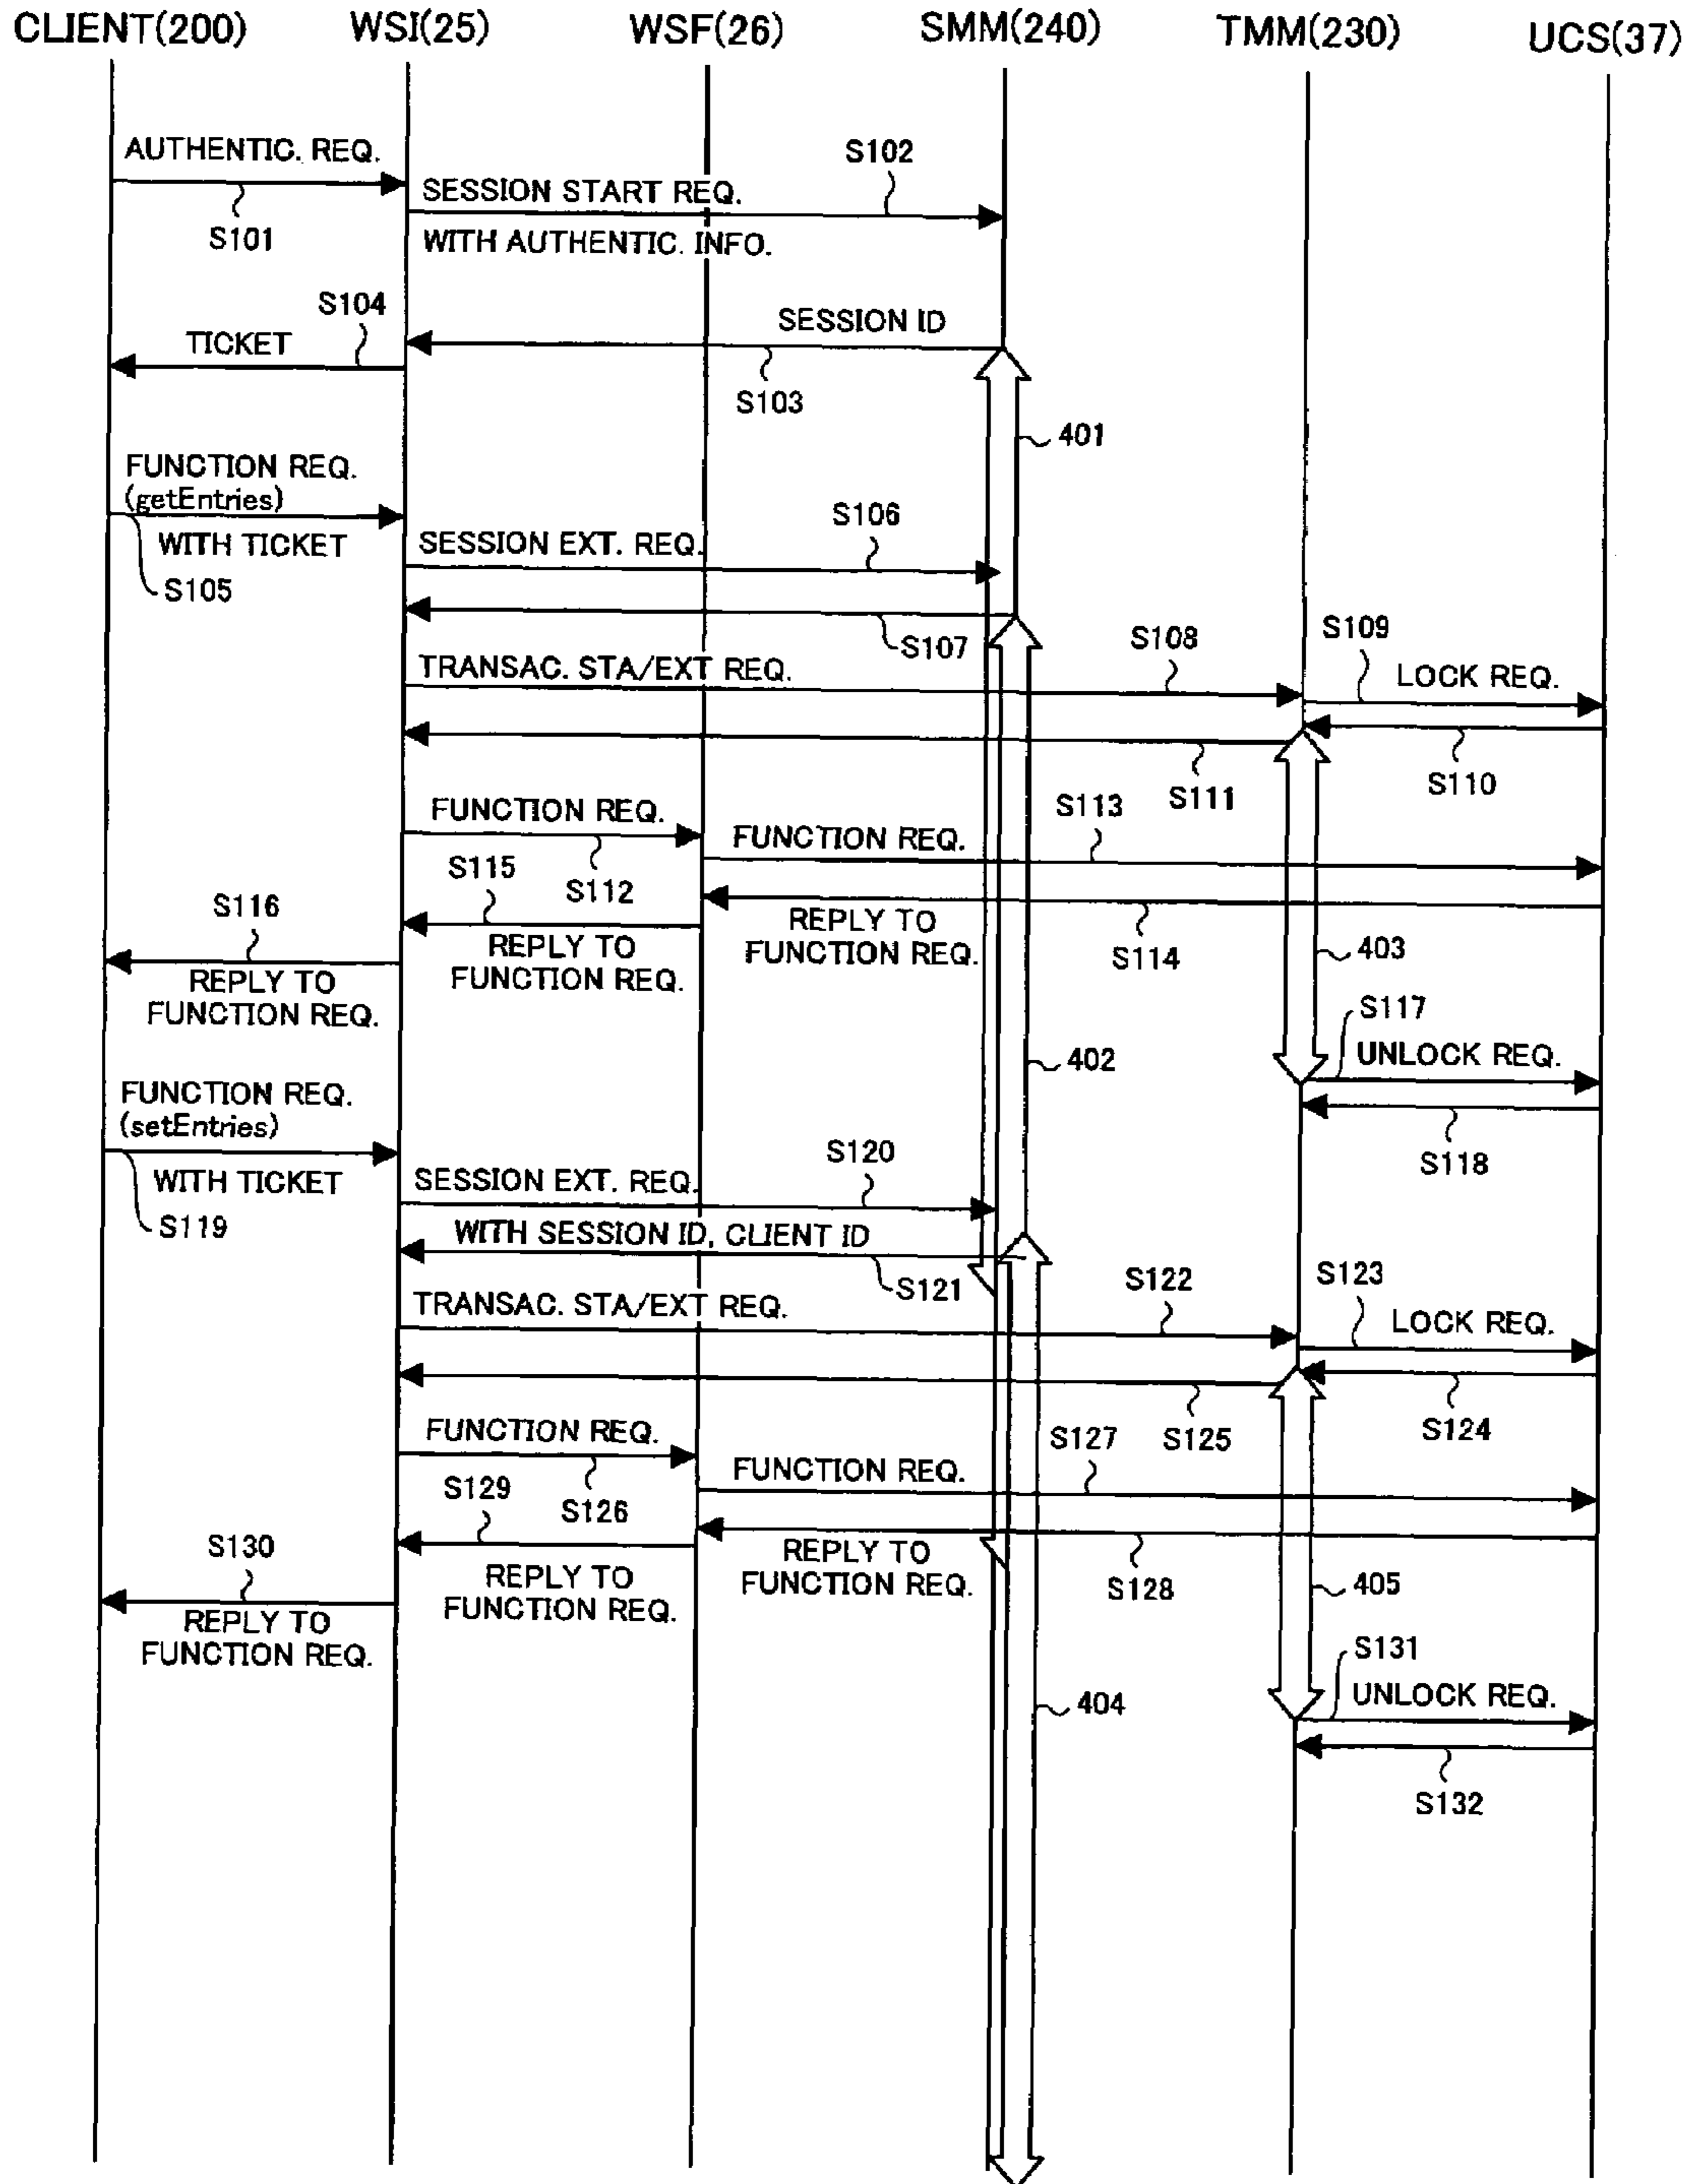 CLIENT(200) WSI(25) WSF(26) SMM(240) TMM(230) UCS(37)
AUTHENTIC. REQ.
S101
S102
SESSION START REQ.
WITH AUTHENTIC. INFO.
SESSION ID
S103
S104
TICKET
401
FUNCTION REQ.
(getEntries)
WITH TICKET
S105
S106
SESSION EXT. REQ.
S107
S108
TRANSAC. STA/EXT REQ.
S109
LOCK REQ.
S110
S111
FUNCTION REQ.
S112
S113
FUNCTION REQ.
REPLY TO
FUNCTION REQ.
S114
S115
REPLY TO
FUNCTION REQ.
S116
REPLY TO
FUNCTION REQ.
403
402
S117
UNLOCK REQ.
S118
FUNCTION REQ.
(setEntries)
WITH TICKET
S119
S120
SESSION EXT. REQ.
WITH SESSION ID, CLIENT ID
S121
S122
TRANSAC. STA/EXT REQ.
S123
LOCK REQ.
S124
S125
FUNCTION REQ.
S126
S127
FUNCTION REQ.
REPLY TO
FUNCTION REQ.
S128
S129
REPLY TO
FUNCTION REQ.
S130
REPLY TO
FUNCTION REQ.
405
404
S131
UNLOCK REQ.
S132